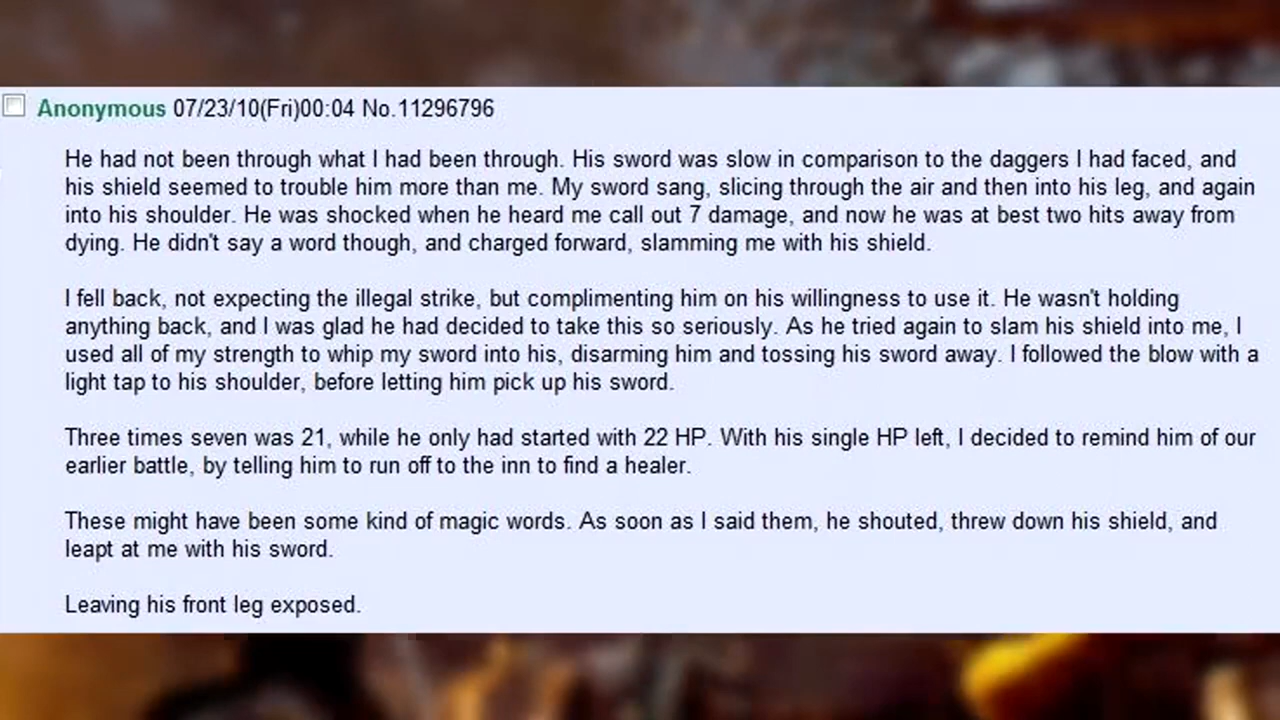 Anonymous 07/23/10(Fri)00:04 No.11296796
He had not been through what I had been through. His sword was slow in comparison to the daggers I had faced, and
his shield seemed to trouble him more than me. My sword sang, slicing through the air and then into his leg, and again
into his shoulder. He was shocked when he heard me call out 7 damage, and now he was at best two hits away from
dying. He didn't say a word though, and charged forward, slamming me with his shield.
I fell back, not expecting the illegal strike, but complimenting him on his willingness to use it. He wasn't holding
anything back, and I was glad he had decided to take this so seriously. As he tried again to slam his shield into me, I
used all of my strength to whip my sword into his, disarming him and tossing his sword away. I followed the blow with a
light tap to his shoulder, before letting him pick up his sword.
Three times seven was 21, while he only had started with 22 HP. With his single HP left, I decided to remind him of our
earlier battle, by telling him to run off to the inn to find a healer.
These might have been some kind of magic words. As soon as I said them, he shouted, threw down his shield, and
leapt at me with his sword.
Leaving his front leg exposed.